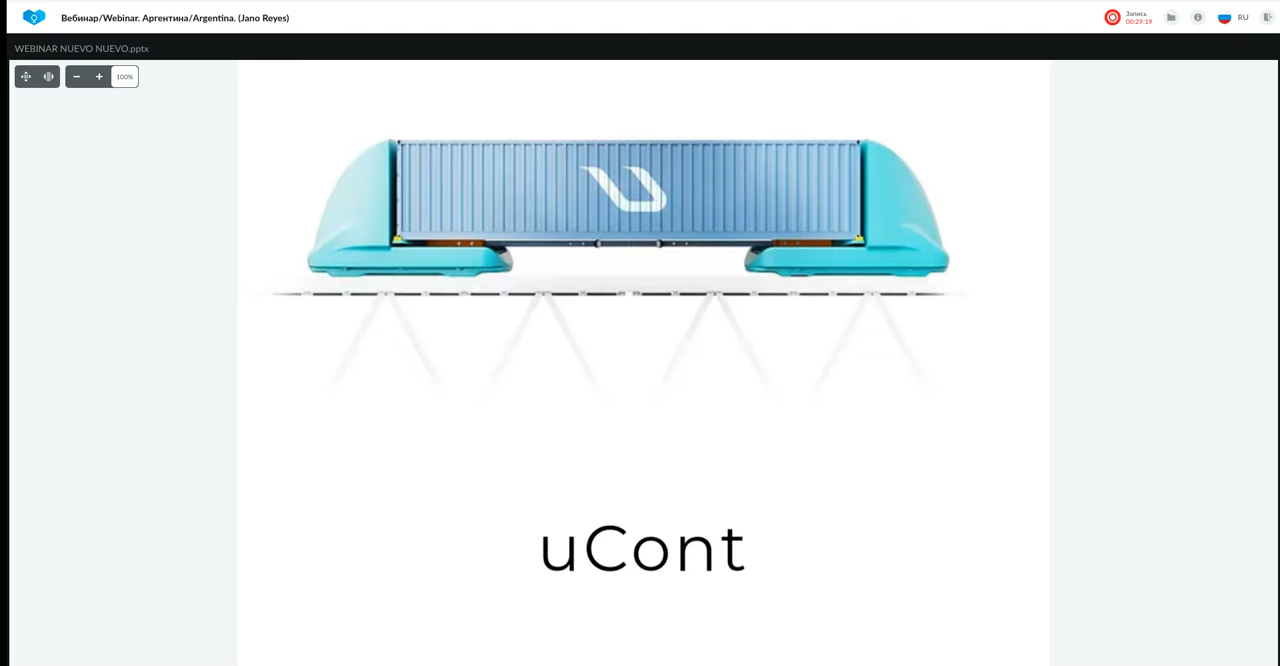 Вебинар/Webinar. Аргентина/Argentina. (Jano Reyes)
Запись
00:29:19
RU
WEBINAR NUEVO NUEVO.pptx
100%
uCont